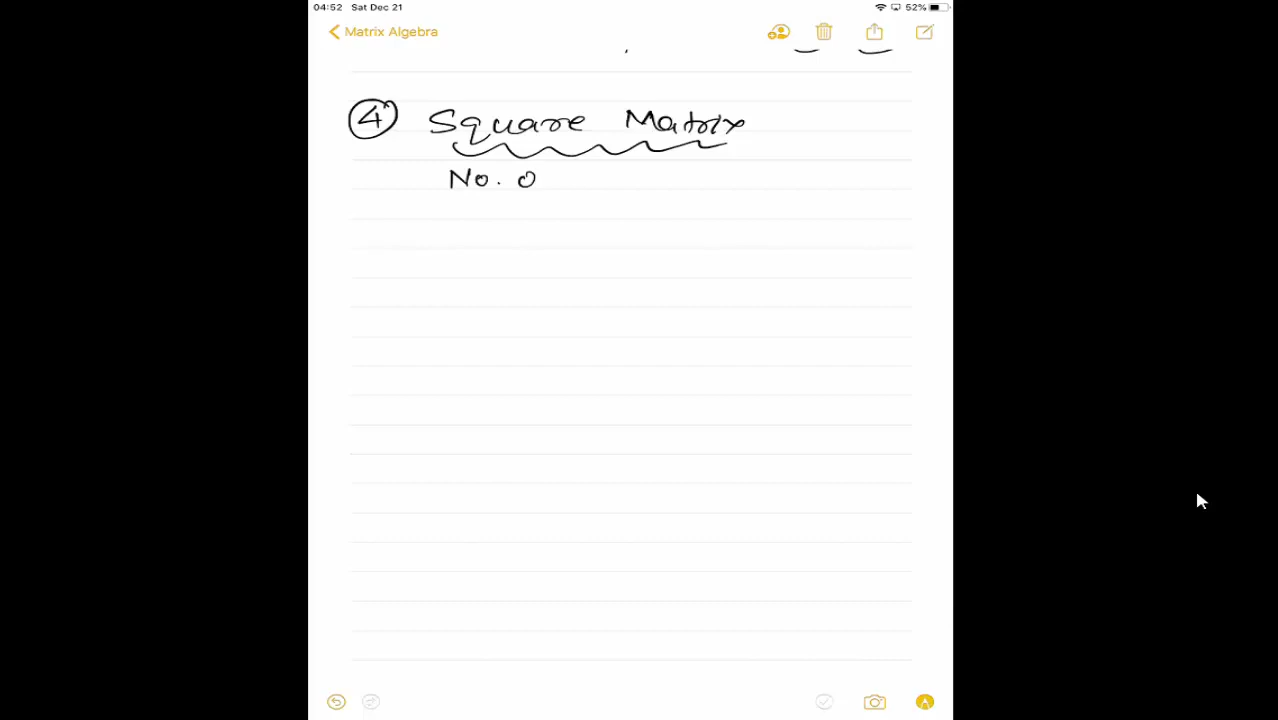 04:52 Sat Dec 21 52%
Matrix Algebra
4 Square Matrix
No. o